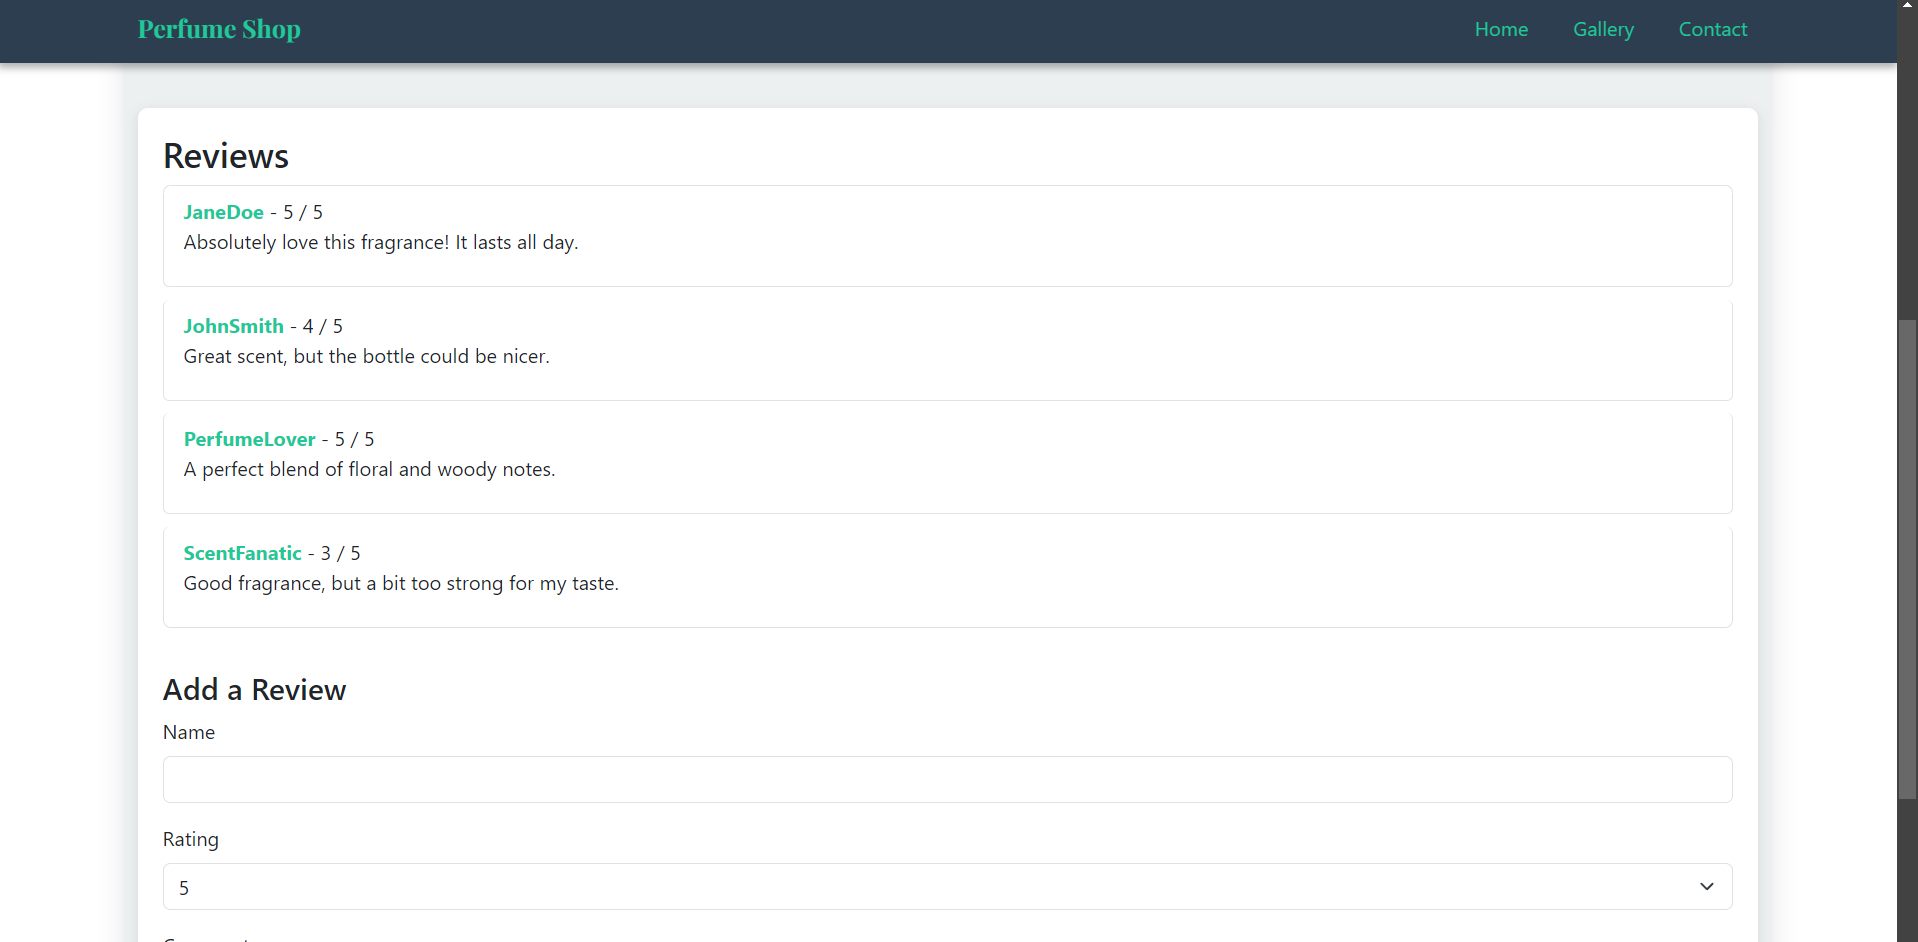 Perfume Shop
Home
Gallery
Contact
Reviews
JaneDoe - 5 / 5
Absolutely love this fragrance! It lasts all day.
JohnSmith - 4 / 5
Great scent, but the bottle could be nicer.
PerfumeLover - 5 / 5
A perfect blend of floral and woody notes.
ScentFanatic - 3 / 5
Good fragrance, but a bit too strong for my taste.
Add a Review
Name
Rating
5